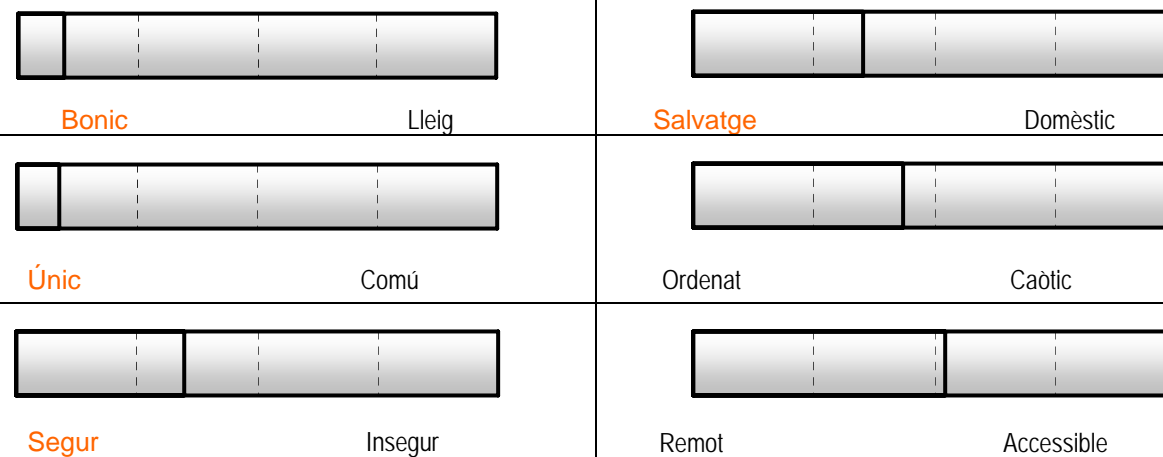 Bonic Lleig Salvatge Domèstic
Únic Comú Ordenat Caòtic
Segur Insegur Remot Accessible